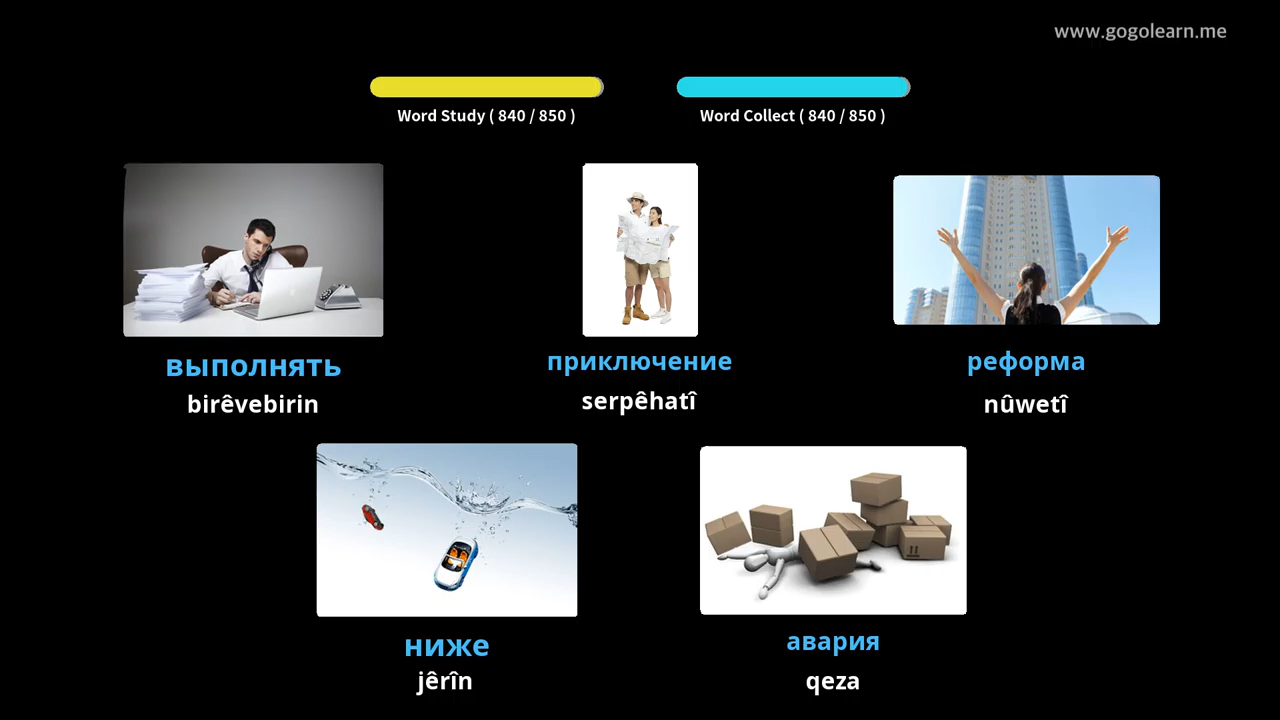 www.gogolearn.me
Word Study ( 840 / 850 )
Word Collect ( 840 / 850 )
выполнять
birêvebirin
приключение
serpêhatî
реформа
nûwetî
ниже
jêrîn
авария
qeza